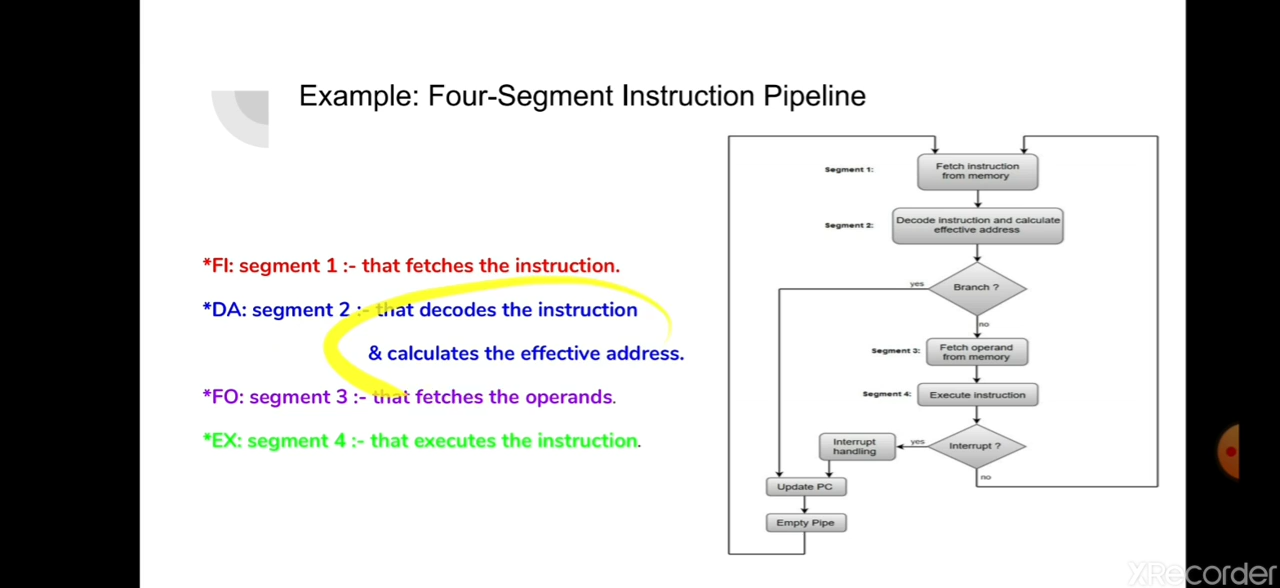 Example: Four-Segment Instruction Pipeline
*FI: segment 1 :- that fetches the instruction.
*DA: segment 2 :- that decodes the instruction
& calculates the effective address.
*FO: segment 3 :- that fetches the operands.
*EX: segment 4 :- that executes the instruction.
Segment 1:
Fetch instruction
from memory
Segment 2:
Decode instruction and calculate
effective address
Branch ?
yes
no
Segment 3:
Fetch operand
from memory
Segment 4:
Execute instruction
Interrupt ?
yes
no
Interrupt
handling
Update PC
Empty Pipe
XRecorder